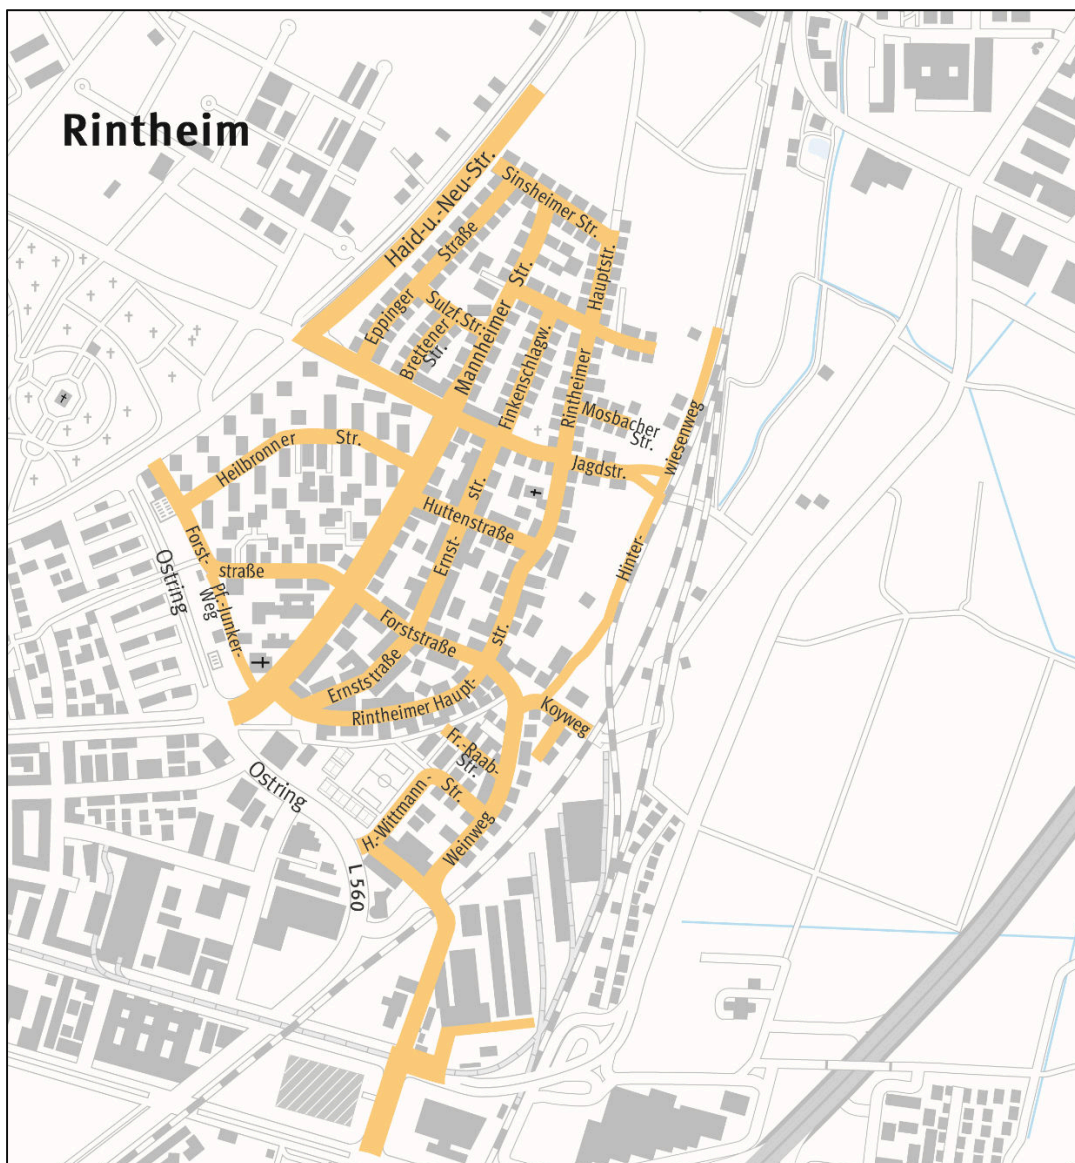 Rintheim
Haid-u.-Neu-Str.
Sinsheimer Str.
Eppinger
Straße
Sulzf.Str.
Brettener
Str.
Mannheimer
Str.
Hauptstr.
Rintheimer
Finkenschlagw.
Mosbacher
Str.
Jagdstr.
Wiesenweg
Hinter-
Heilbronner
Str.
Huttenstraße
Ernst-
str.
Forst-
straße
Pf.-Junker-
Weg
Ostring
Forststraße
str.
Ernststraße
Rintheimer Haupt-
Koyweg
Fr.-Raab-
Str.
H.-Wittmann-
Str.
Weinweg
Ostring
L 560